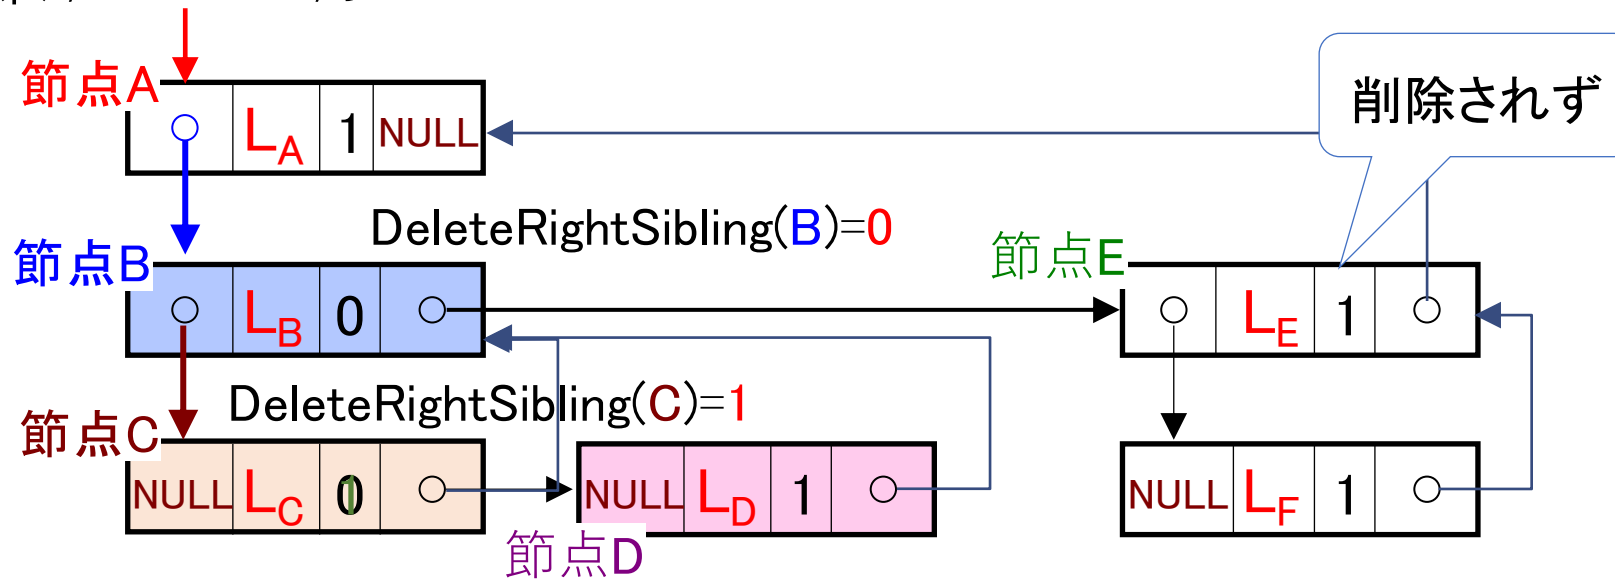 節点A
L_A 1 NULL
削除されず
DeleteRightSibling(B)=0
節点B
L_B 0
節点E
L_E 1
DeleteRightSibling(C)=1
節点C
NULL L_C
NULL L_D 1
NULL L_F 1
節点D